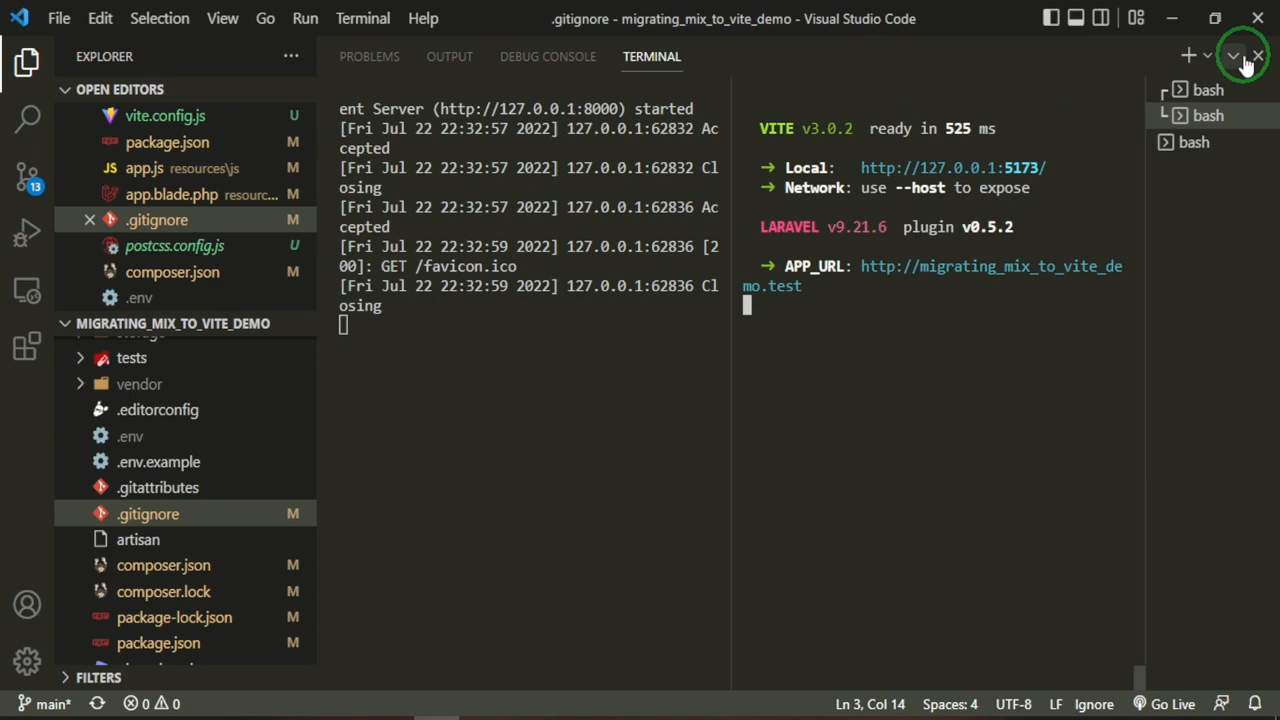 File Edit Selection View Go Run Terminal Help
.gitignore - migrating_mix_to_vite_demo - Visual Studio Code
EXPLORER
OPEN EDITORS
vite.config.js U
package.json M
JS app.js resources\js M
app.blade.php resourc... M
.gitignore M
postcss.config.js U
composer.json M
.env
MIGRATING_MIX_TO_VITE_DEMO
tests
vendor
.editorconfig
.env
.env.example
.gitattributes
.gitignore M
artisan
composer.json M
composer.lock M
package-lock.json M
package.json M
FILTERS
13
PROBLEMS OUTPUT DEBUG CONSOLE TERMINAL
ent Server (http://127.0.0.1:8000) started
[Fri Jul 22 22:32:57 2022] 127.0.0.1:62832 Ac
cepted
[Fri Jul 22 22:32:57 2022] 127.0.0.1:62832 Cl
osing
[Fri Jul 22 22:32:57 2022] 127.0.0.1:62836 Ac
cepted
[Fri Jul 22 22:32:59 2022] 127.0.0.1:62836 [2
00]: GET /favicon.ico
[Fri Jul 22 22:32:59 2022] 127.0.0.1:62836 Cl
osing
VITE v3.0.2 ready in 525 ms
➜ Local: http://127.0.0.1:5173/
➜ Network: use --host to expose
LARAVEL v9.21.6 plugin v0.5.2
➜ APP_URL: http://migrating_mix_to_vite_de
mo.test
bash
bash
bash
main* 0 0
Ln 3, Col 14 Spaces: 4 UTF-8 LF Ignore Go Live